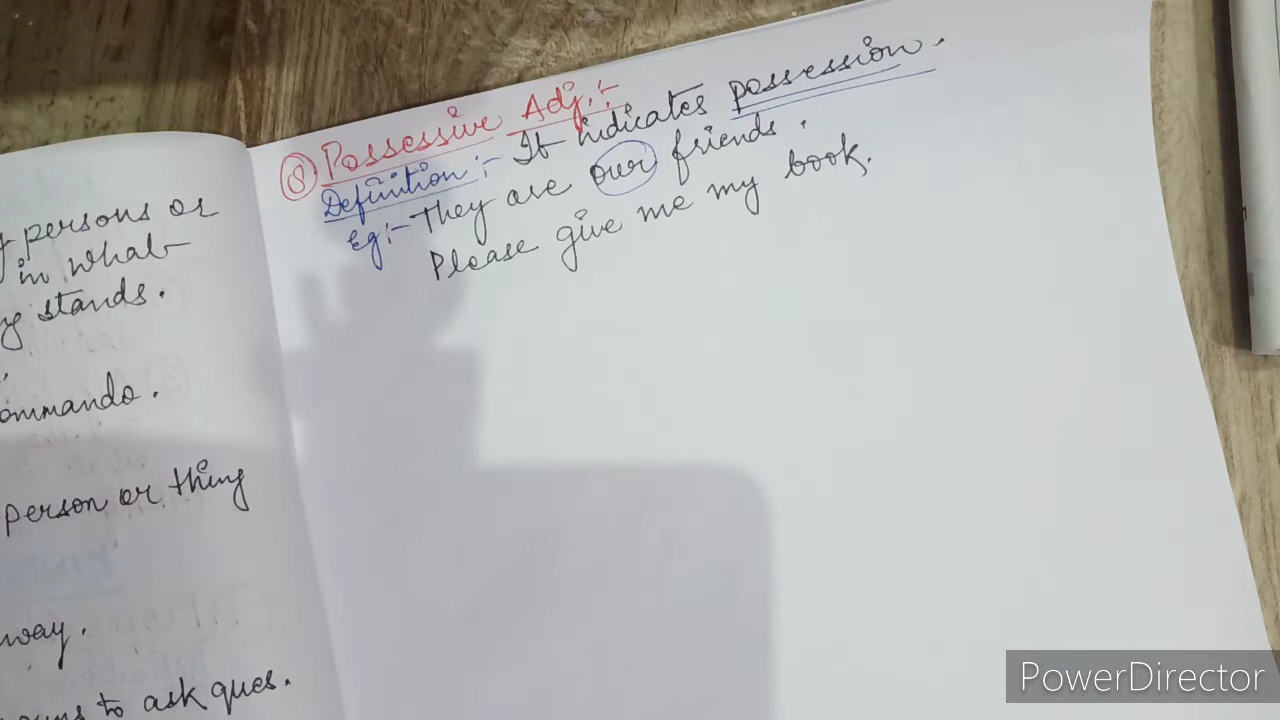 f persons or
in what
g stands.
ommando.
person or thing
way.
to ask ques.
⑧ Possessive Adj.:-
Definition:- It indicates possession.
Eg:- They are our friends.
Please give me my book.
PowerDirector